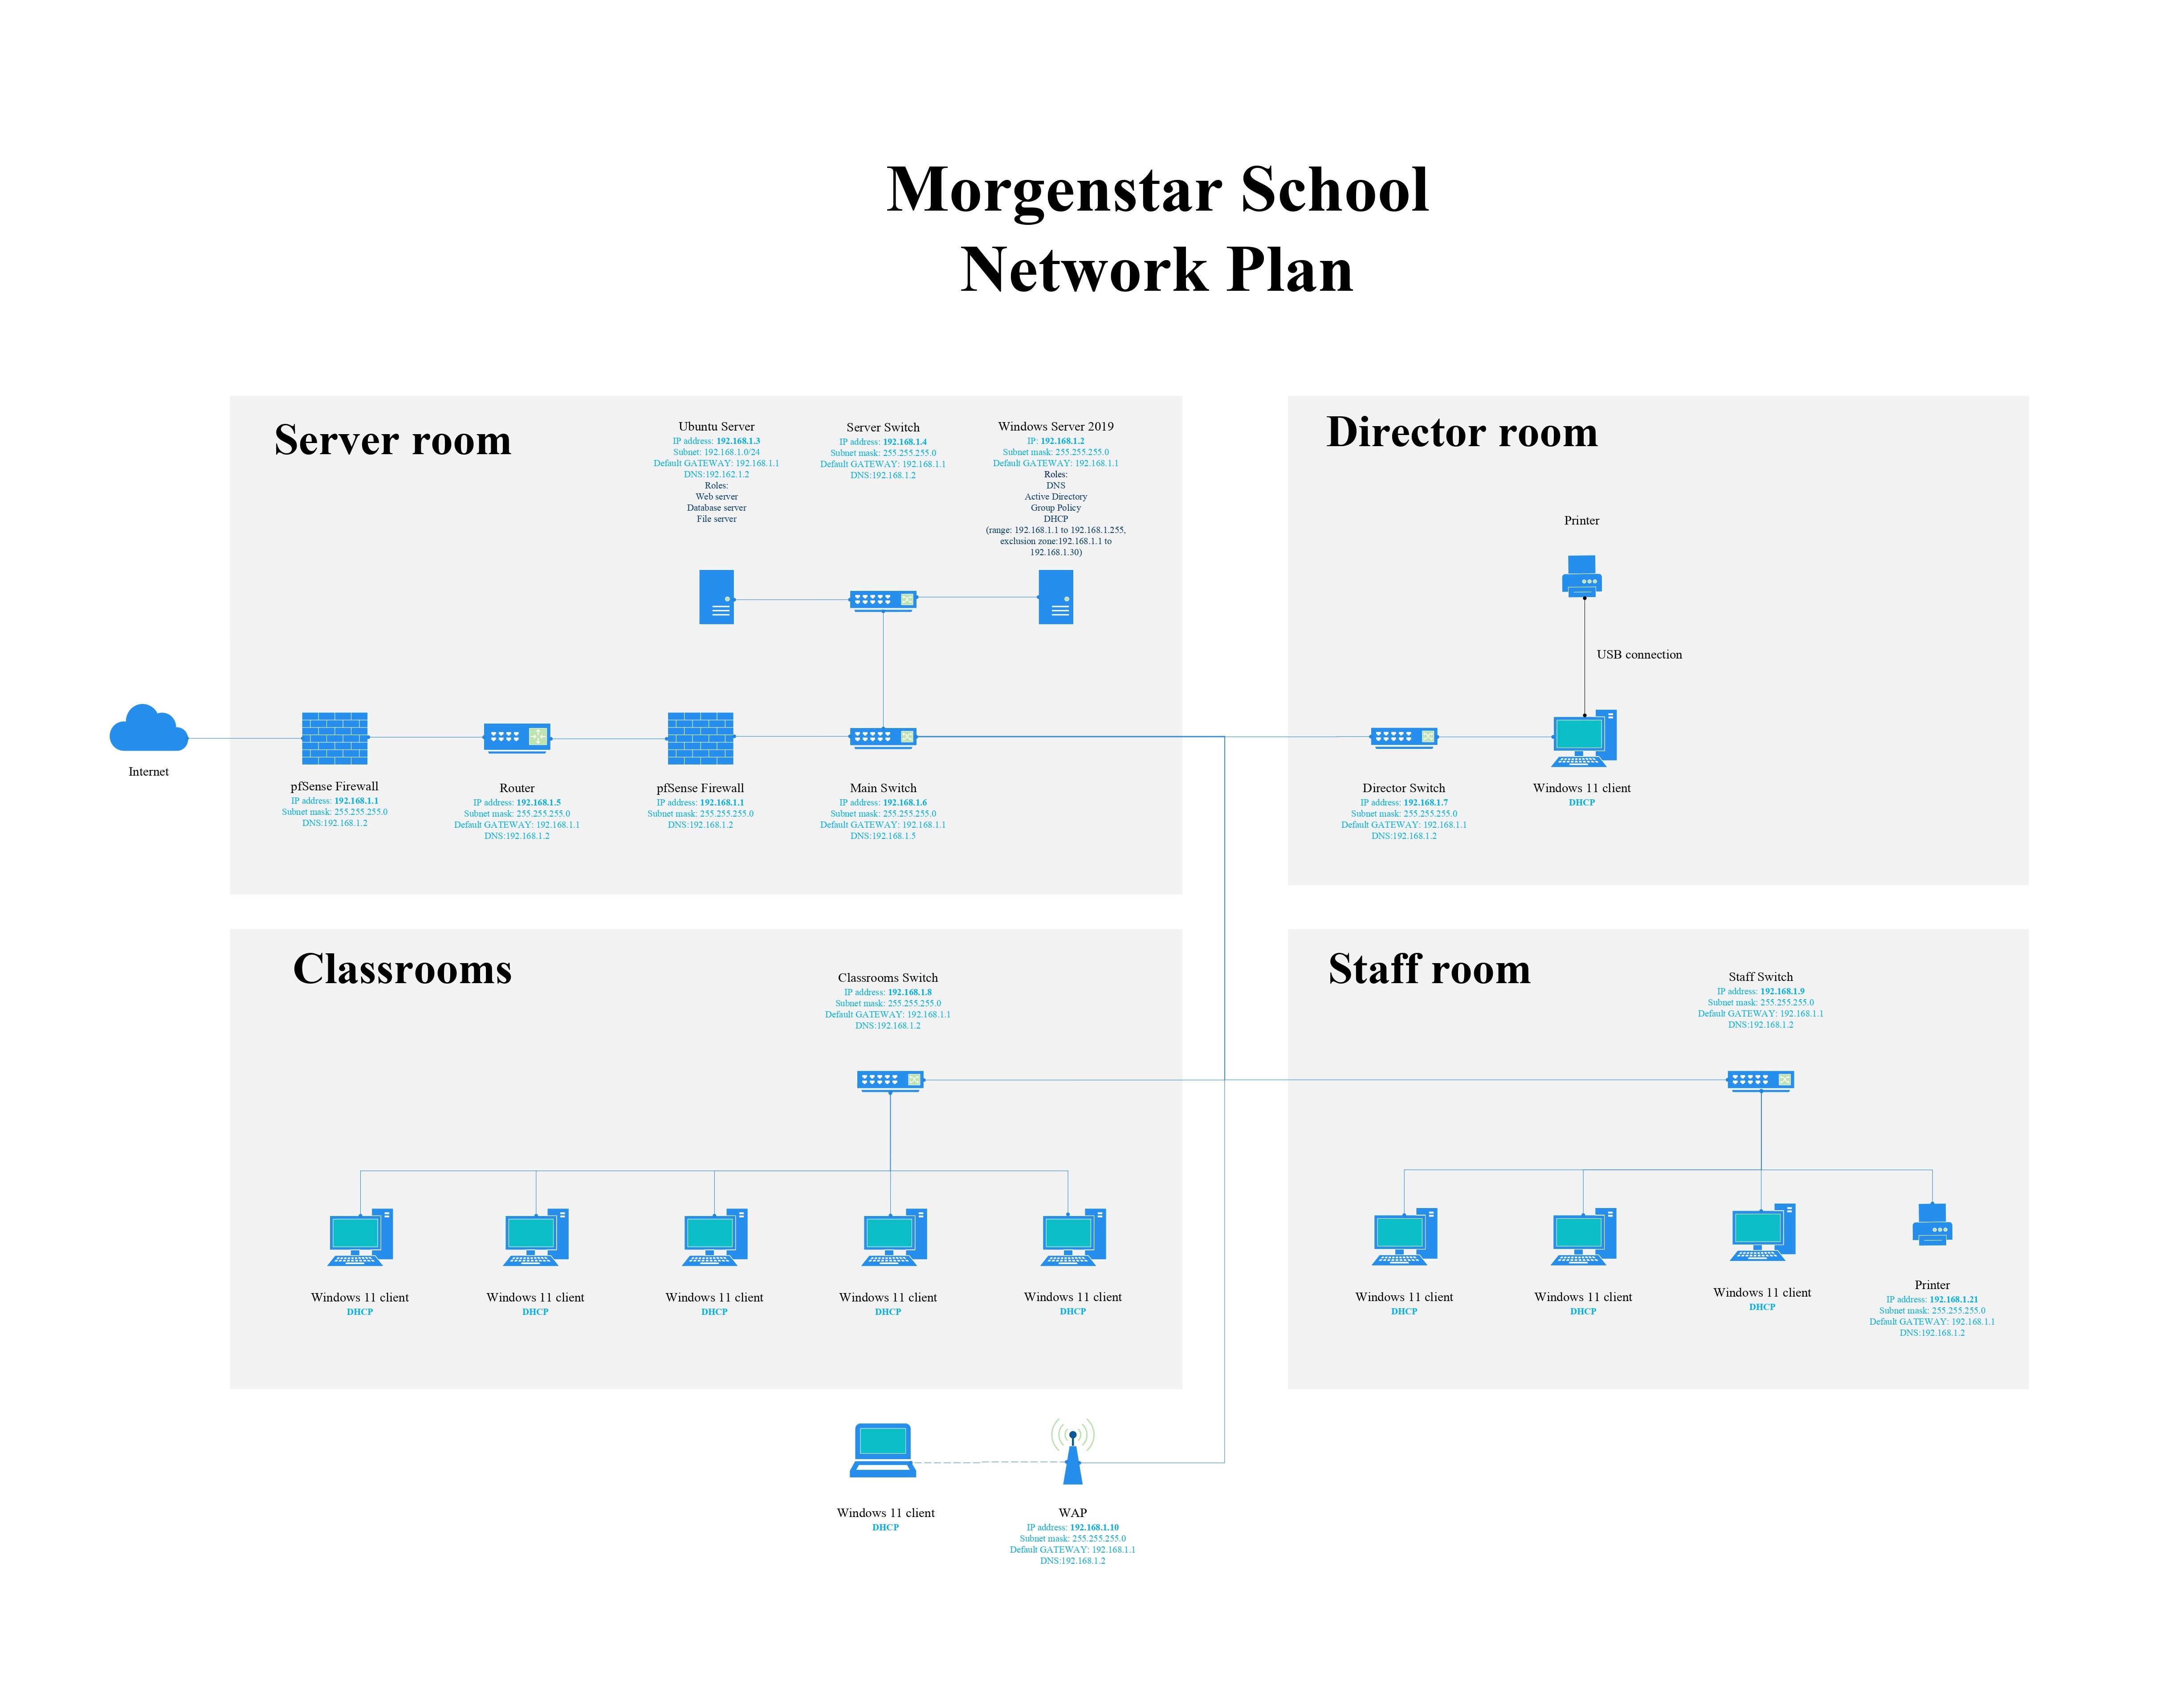 Morgenstar School
Network Plan
Server room
Ubuntu Server
IP address: 192.168.1.3
Subnet: 192.168.1.0/24
Default GATEWAY: 192.168.1.1
DNS:192.162.1.2
Roles:
Web server
Database server
File server
Server Switch
IP address: 192.168.1.4
Subnet mask: 255.255.255.0
Default GATEWAY: 192.168.1.1
DNS:192.168.1.2
Windows Server 2019
IP: 192.168.1.2
Subnet mask: 255.255.255.0
Default GATEWAY: 192.168.1.1
Roles:
DNS
Active Directory
Group Policy
DHCP
(range: 192.168.1.1 to 192.168.1.255,
exclusion zone:192.168.1.1 to
192.168.1.30)
Internet
pfSense Firewall
IP address: 192.168.1.1
Subnet mask: 255.255.255.0
DNS:192.168.1.2
Router
IP address: 192.168.1.5
Subnet mask: 255.255.255.0
Default GATEWAY: 192.168.1.1
DNS:192.168.1.2
pfSense Firewall
IP address: 192.168.1.1
Subnet mask: 255.255.255.0
DNS:192.168.1.2
Main Switch
IP address: 192.168.1.6
Subnet mask: 255.255.255.0
Default GATEWAY: 192.168.1.1
DNS:192.168.1.5
Director room
Printer
USB connection
Director Switch
IP address: 192.168.1.7
Subnet mask: 255.255.255.0
Default GATEWAY: 192.168.1.1
DNS:192.168.1.2
Windows 11 client
DHCP
Classrooms
Classrooms Switch
IP address: 192.168.1.8
Subnet mask: 255.255.255.0
Default GATEWAY: 192.168.1.1
DNS:192.168.1.2
Windows 11 client
DHCP
Windows 11 client
DHCP
Windows 11 client
DHCP
Windows 11 client
DHCP
Windows 11 client
DHCP
Staff room
Staff Switch
IP address: 192.168.1.9
Subnet mask: 255.255.255.0
Default GATEWAY: 192.168.1.1
DNS:192.168.1.2
Windows 11 client
DHCP
Windows 11 client
DHCP
Windows 11 client
DHCP
Printer
IP address: 192.168.1.21
Subnet mask: 255.255.255.0
Default GATEWAY: 192.168.1.1
DNS:192.168.1.2
Windows 11 client
DHCP
WAP
IP address: 192.168.1.10
Subnet mask: 255.255.255.0
Default GATEWAY: 192.168.1.1
DNS:192.168.1.2